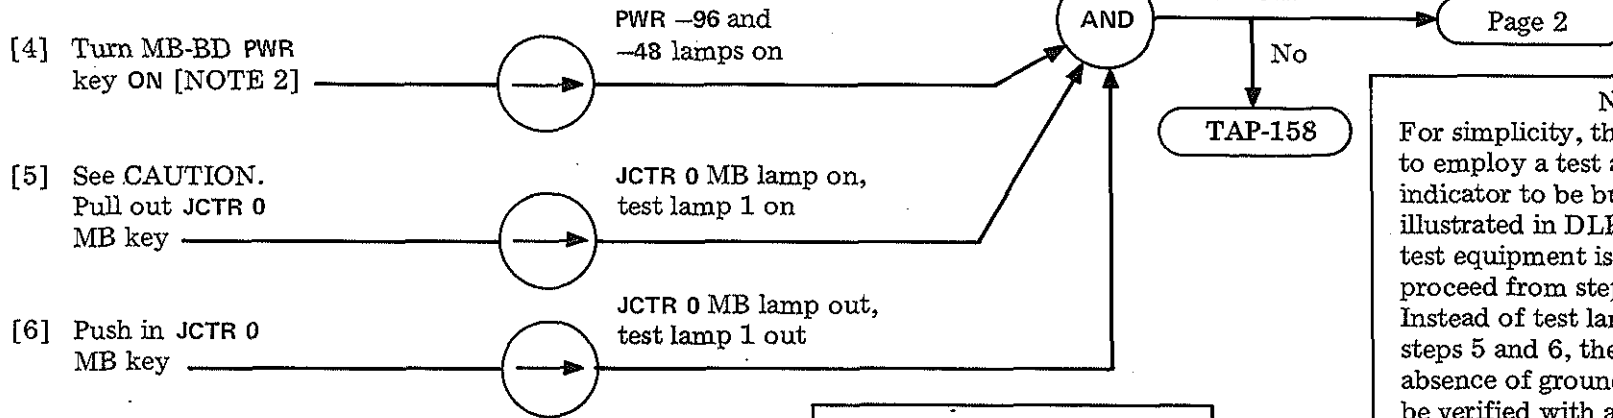 [4] Turn MB-BD PWR
key ON [NOTE 2]
PWR –96 and
–48 lamps on
AND
Page 2
No
TAP-158
[5] See CAUTION.
Pull out JCTR 0
MB key
JCTR 0 MB lamp on,
test lamp 1 on
[6] Push in JCTR 0
MB key
JCTR 0 MB lamp out,
test lamp 1 out
For simplicity, th
to employ a test a
indicator to be bu
illustrated in DLP
test equipment is
proceed from step
Instead of test lam
steps 5 and 6, the
absence of ground
be verified with a